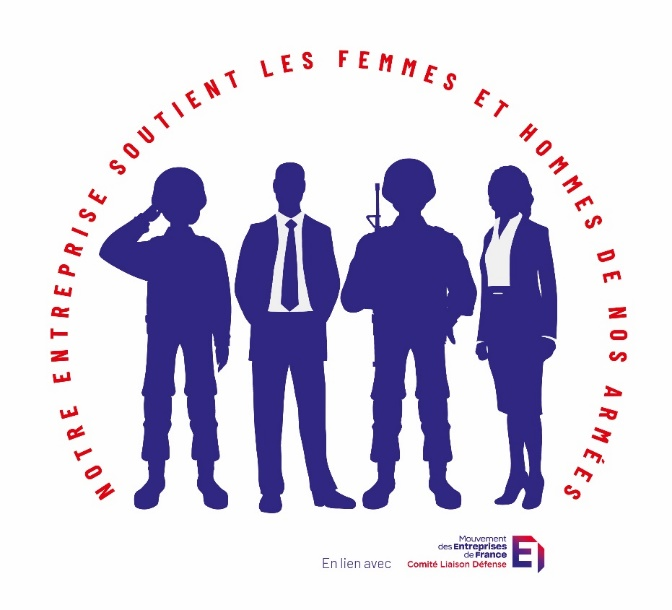 NOTRE ENTREPRISE SOUTIENT LES FEMMES ET HOMMES DE NOS ARMÉES
En lien avec
Mouvement
des Entreprises
de France
Comité Liaison Défense